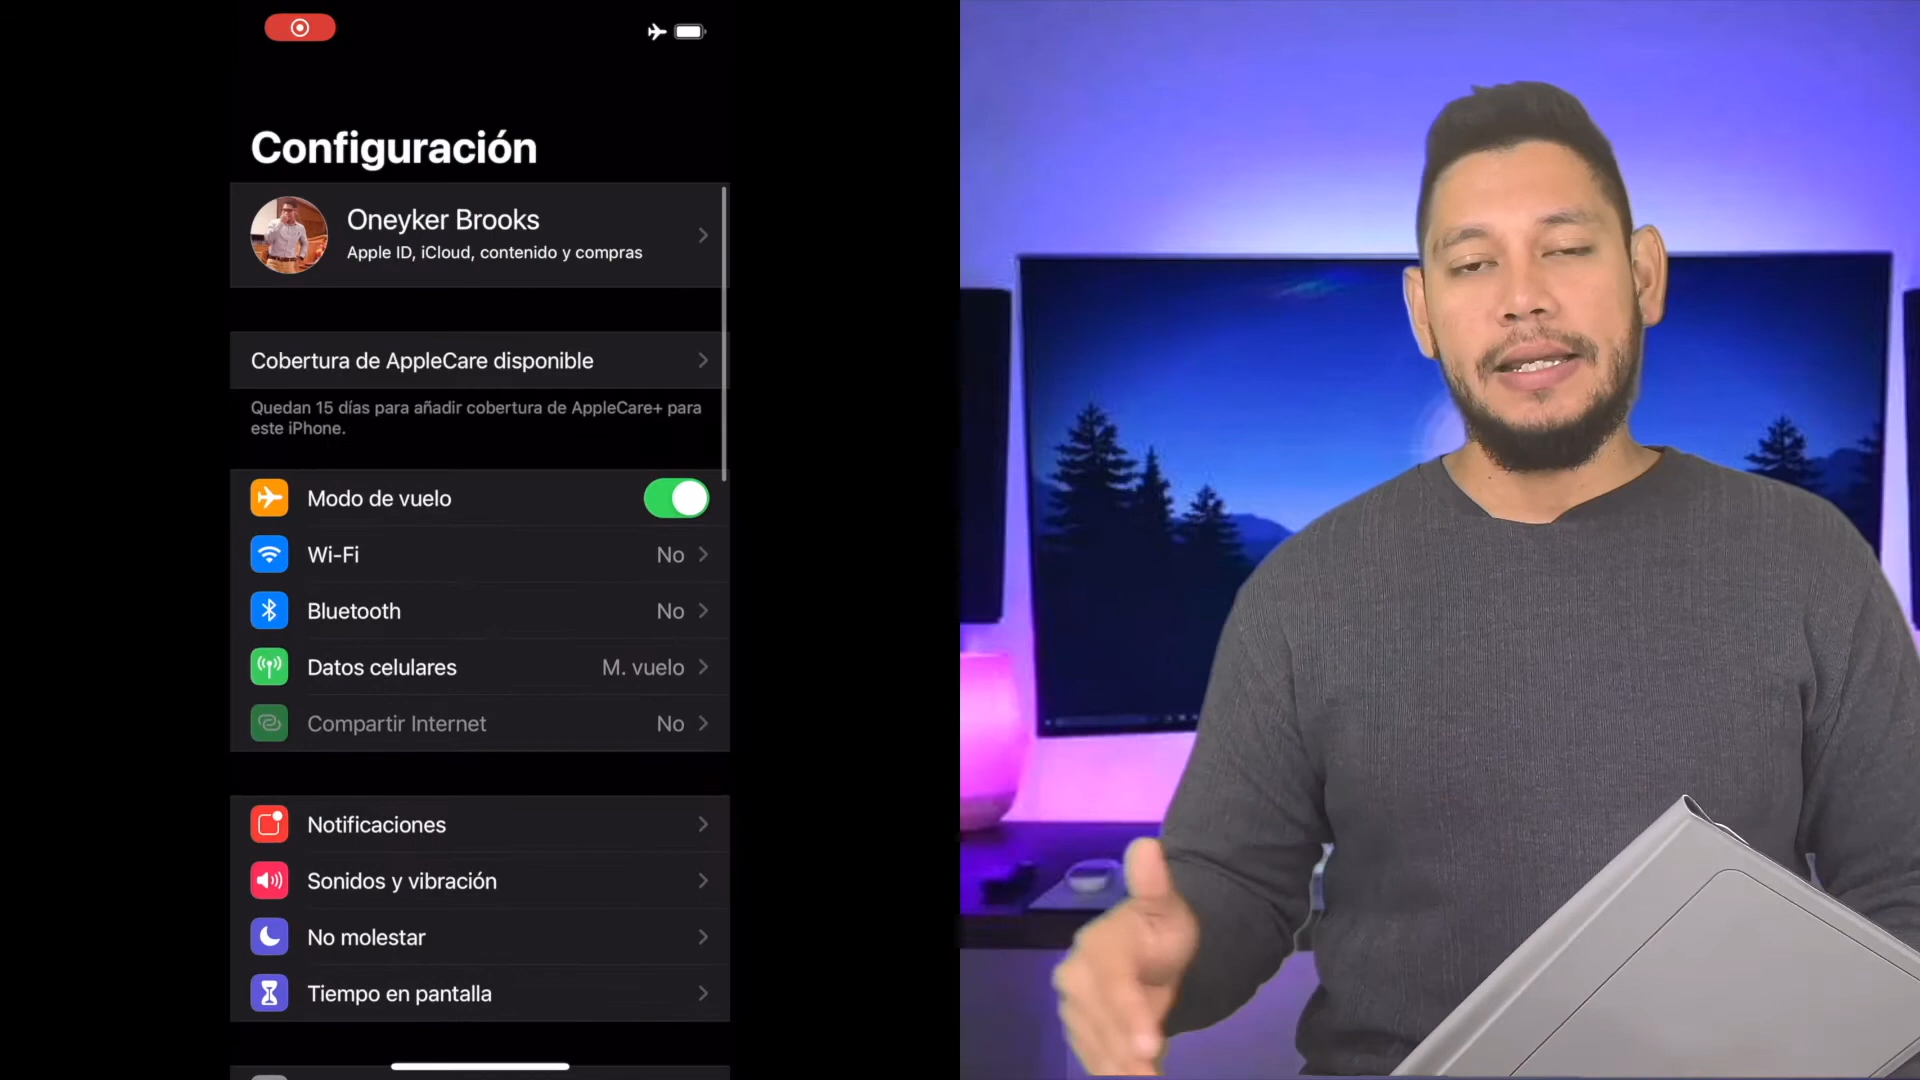 Configuración
Oneyker Brooks
Apple ID, iCloud, contenido y compras
Cobertura de AppleCare disponible
Quedan 15 días para añadir cobertura de AppleCare+ para
este iPhone.
Modo de vuelo
Wi-Fi No
Bluetooth No
Datos celulares M. vuelo
Compartir Internet No
Notificaciones
Sonidos y vibración
No molestar
Tiempo en pantalla